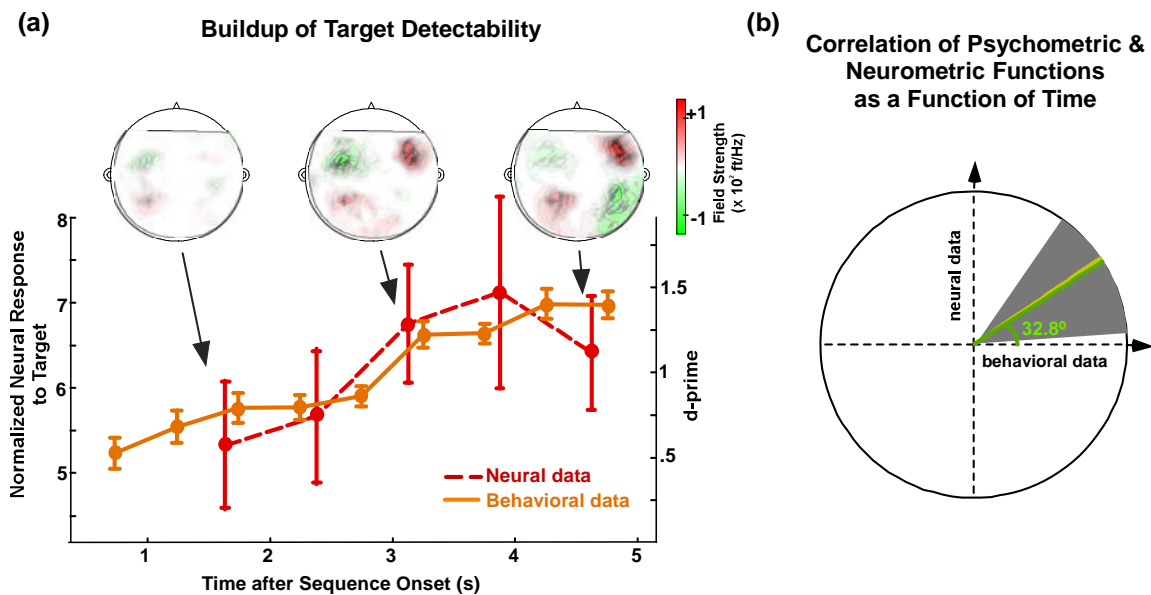 (a)
Buildup of Target Detectability
+1
-1
Field Strength
(x 10⁷ ft/Hz)
8
7
6
5
Normalized Neural Response
to Target
1.5
1
.5
d-prime
Neural data
Behavioral data
1
2
3
4
5
Time after Sequence Onset (s)
(b)
Correlation of Psychometric &
Neurometric Functions
as a Function of Time
neural data
32.8º
behavioral data